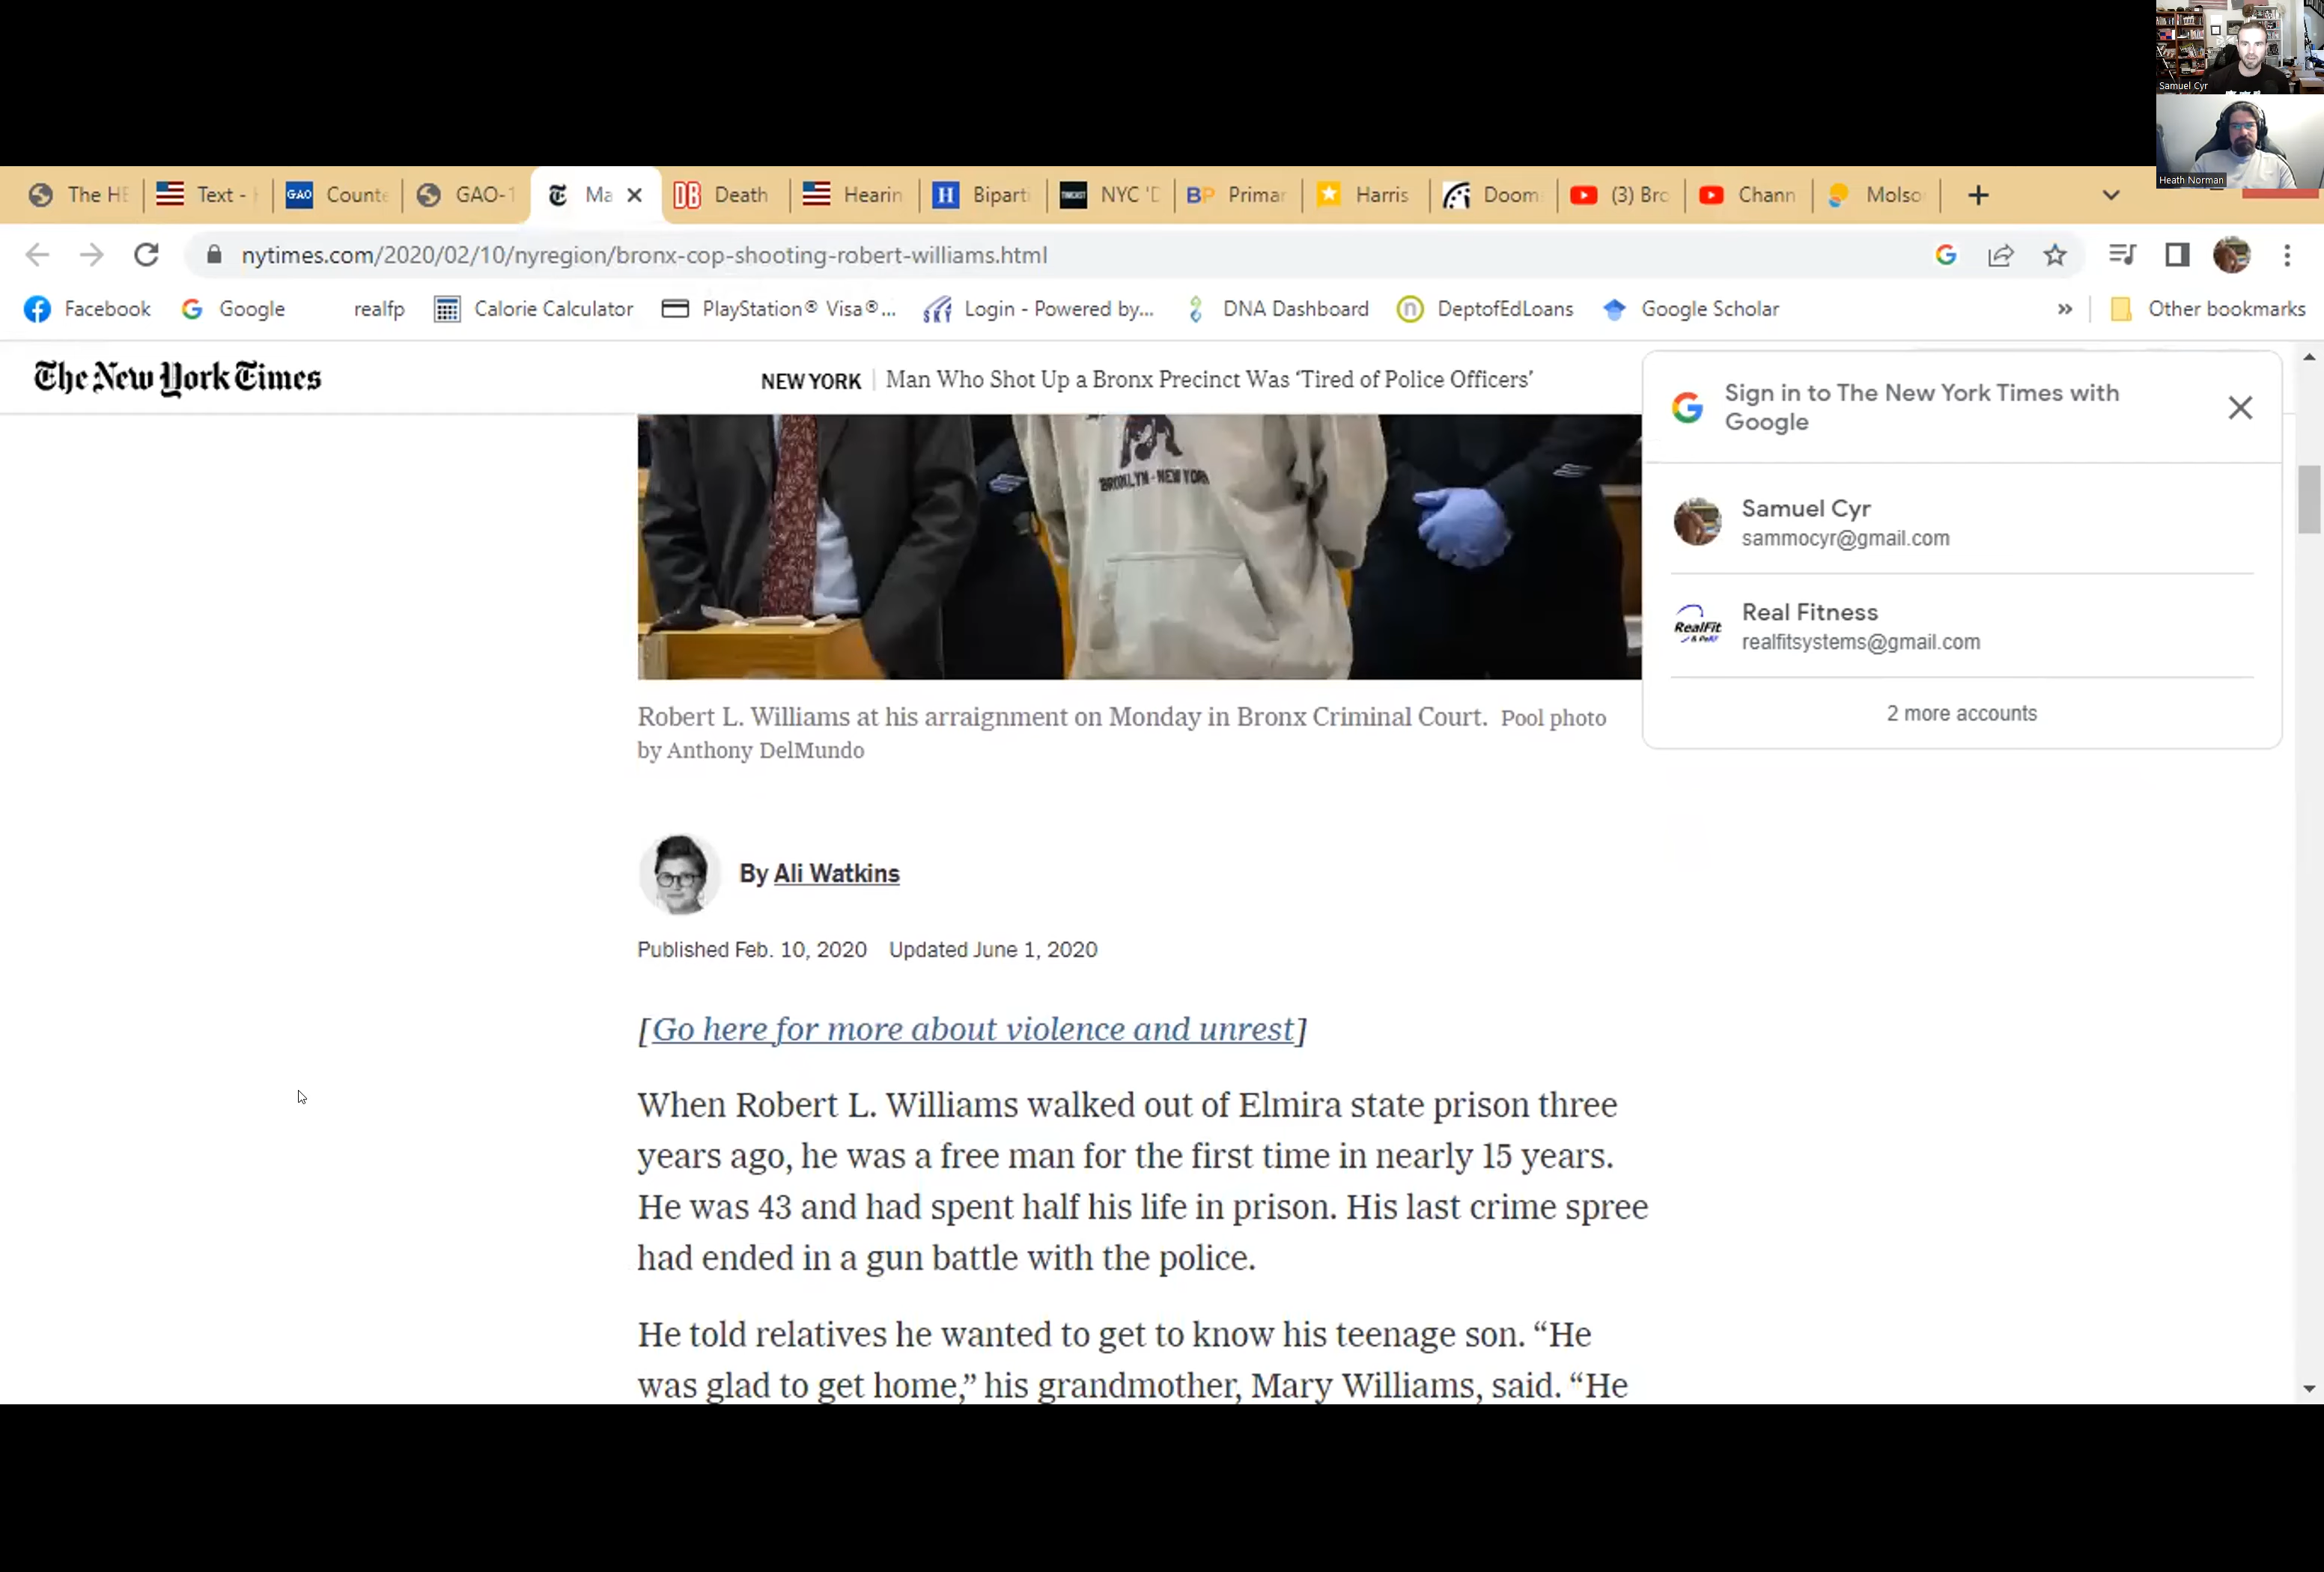 Samuel Cyr
Heath Norman
The HE
Text -
GAO Counte
GAO-1
Ma
DB Death
Hearin
H Biparti
TIMCAST NYC 'D
BP Primar
Harris
Doom
(3) Bro
Chann
Molso
nytimes.com/2020/02/10/nyregion/bronx-cop-shooting-robert-williams.html
Facebook
Google
realfp
Calorie Calculator
PlayStation® Visa®...
Login - Powered by...
DNA Dashboard
DeptofEdLoans
Google Scholar
»
Other bookmarks
The New York Times
NEW YORK | Man Who Shot Up a Bronx Precinct Was ‘Tired of Police Officers’
Sign in to The New York Times with
Google
Samuel Cyr
sammocyr@gmail.com
RealFit
Real Fitness
realfitsystems@gmail.com
2 more accounts
BROOKLYN - NEW YORK
Robert L. Williams at his arraignment on Monday in Bronx Criminal Court. Pool photo
by Anthony DelMundo
By Ali Watkins
Published Feb. 10, 2020 Updated June 1, 2020
[Go here for more about violence and unrest]
When Robert L. Williams walked out of Elmira state prison three
years ago, he was a free man for the first time in nearly 15 years.
He was 43 and had spent half his life in prison. His last crime spree
had ended in a gun battle with the police.
He told relatives he wanted to get to know his teenage son. “He
was glad to get home,” his grandmother, Mary Williams, said. “He